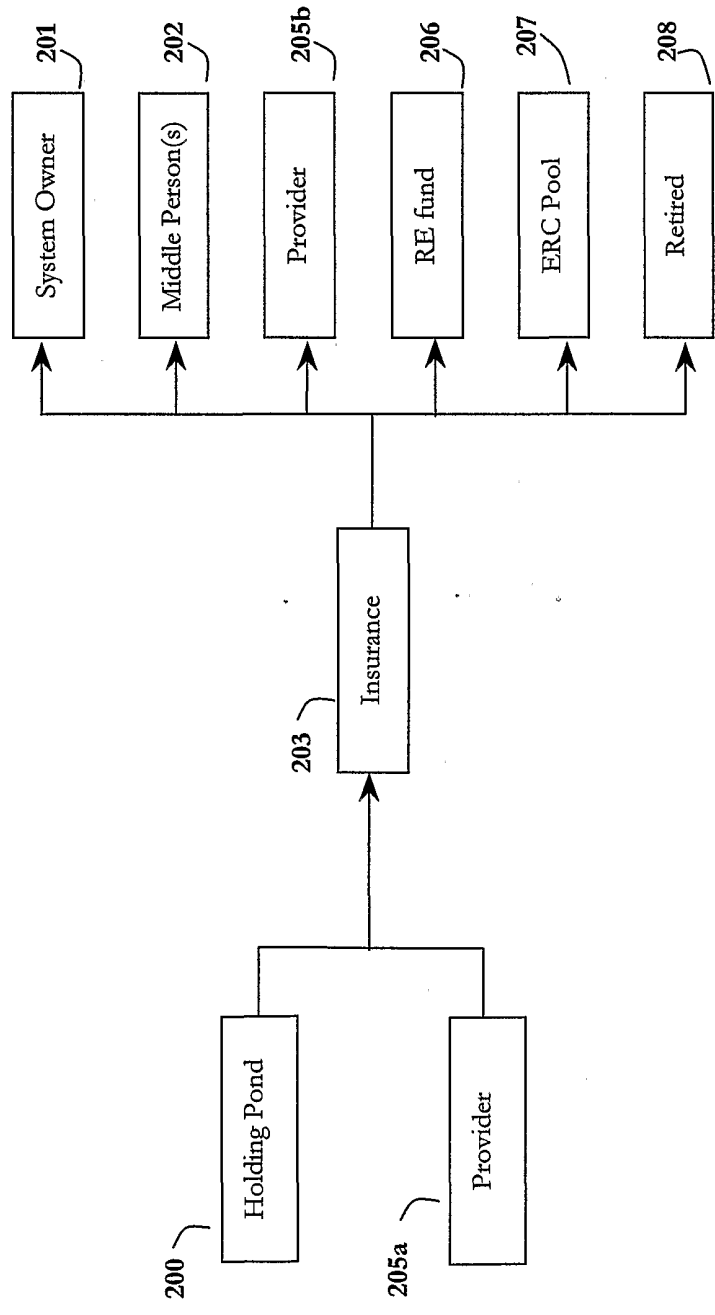 200
Holding Pond
205a
Provider
203
Insurance
System Owner
201
Middle Person(s)
202
Provider
205b
RE fund
206
ERC Pool
207
Retired
208